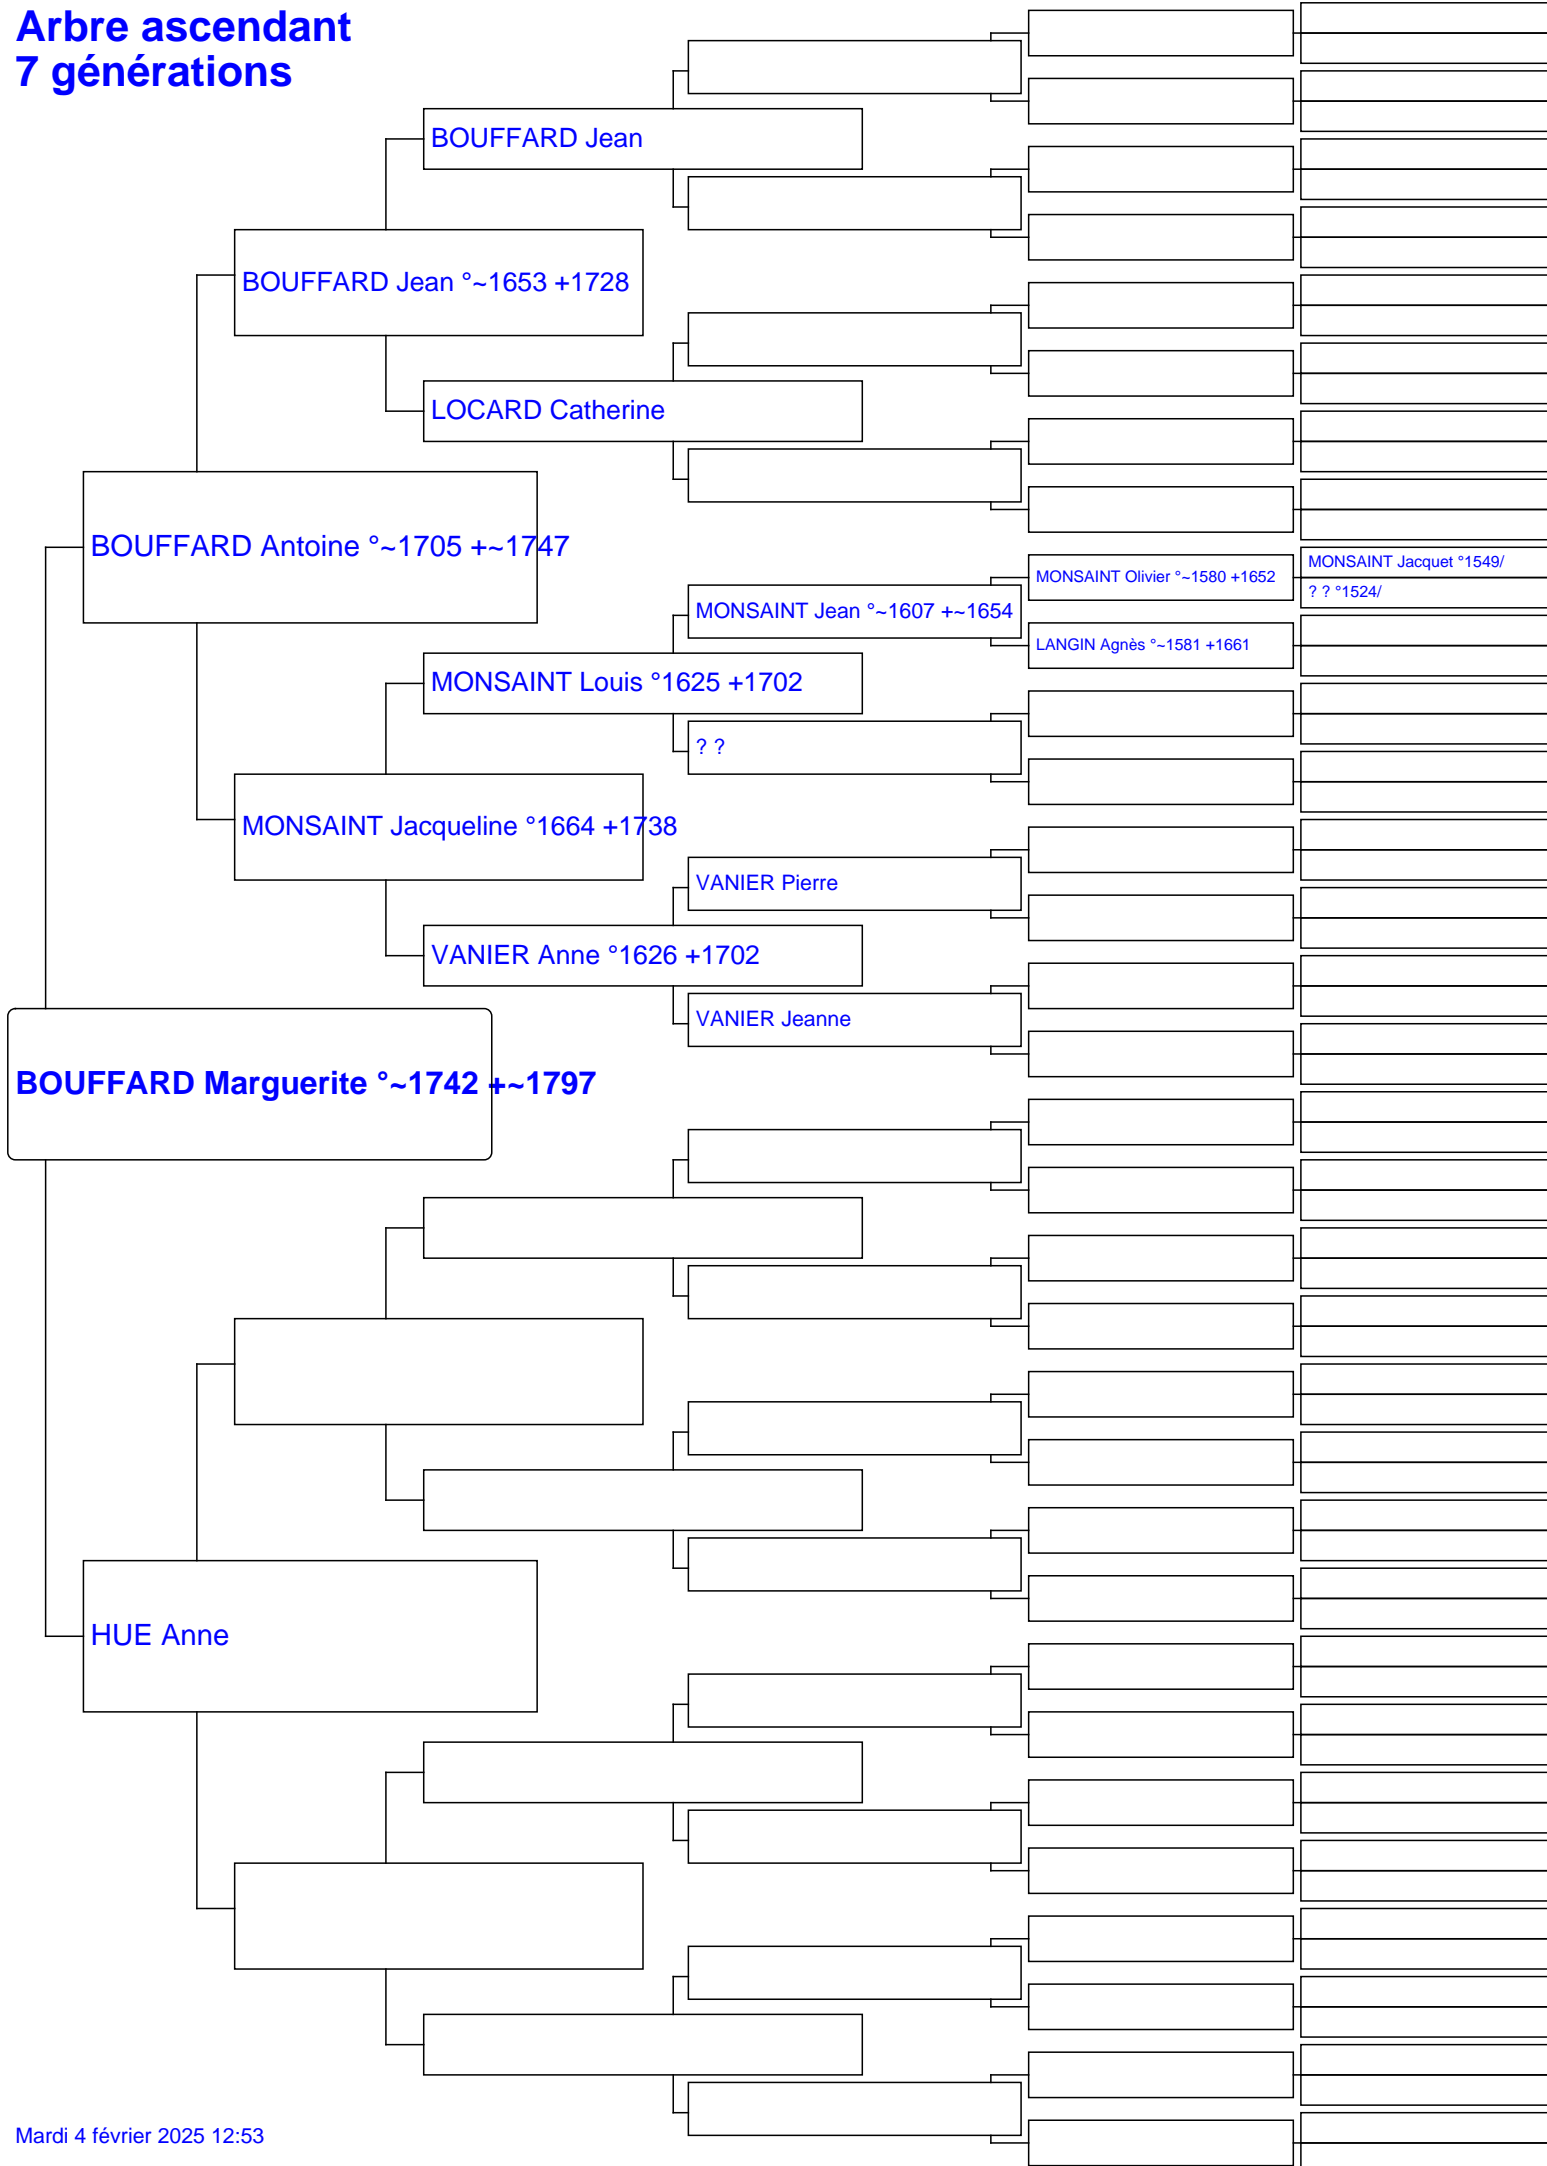 Arbre ascendant
7 générations
BOUFFARD Jean
BOUFFARD Jean °~1653 +1728
LOCARD Catherine
BOUFFARD Antoine °~1705 +~1747
MONSAINT Jacquet °1549/
MONSAINT Olivier °~1580 +1652
? ? °1524/
MONSAINT Jean °~1607 +~1654
LANGIN Agnès °~1581 +1661
MONSAINT Louis °1625 +1702
? ?
MONSAINT Jacqueline °1664 +1738
VANIER Pierre
VANIER Anne °1626 +1702
VANIER Jeanne
BOUFFARD Marguerite °~1742 +~1797
HUE Anne
Mardi 4 février 2025 12:53